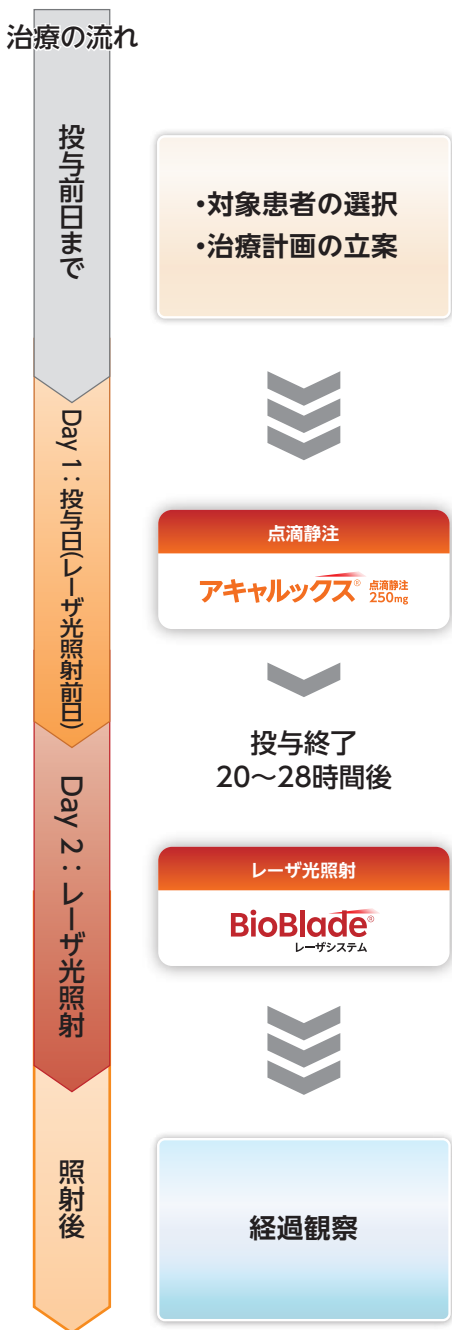 治療の流れ
投与前日まで
・対象患者の選択
・治療計画の立案
Day 1：投与日(レーザ光照射前日)
点滴静注
アキャルックス® 点滴静注
250mg
投与終了
20〜28時間後
Day 2：レーザ光照射
レーザ光照射
BioBlade®
レーザシステム
照射後
経過観察